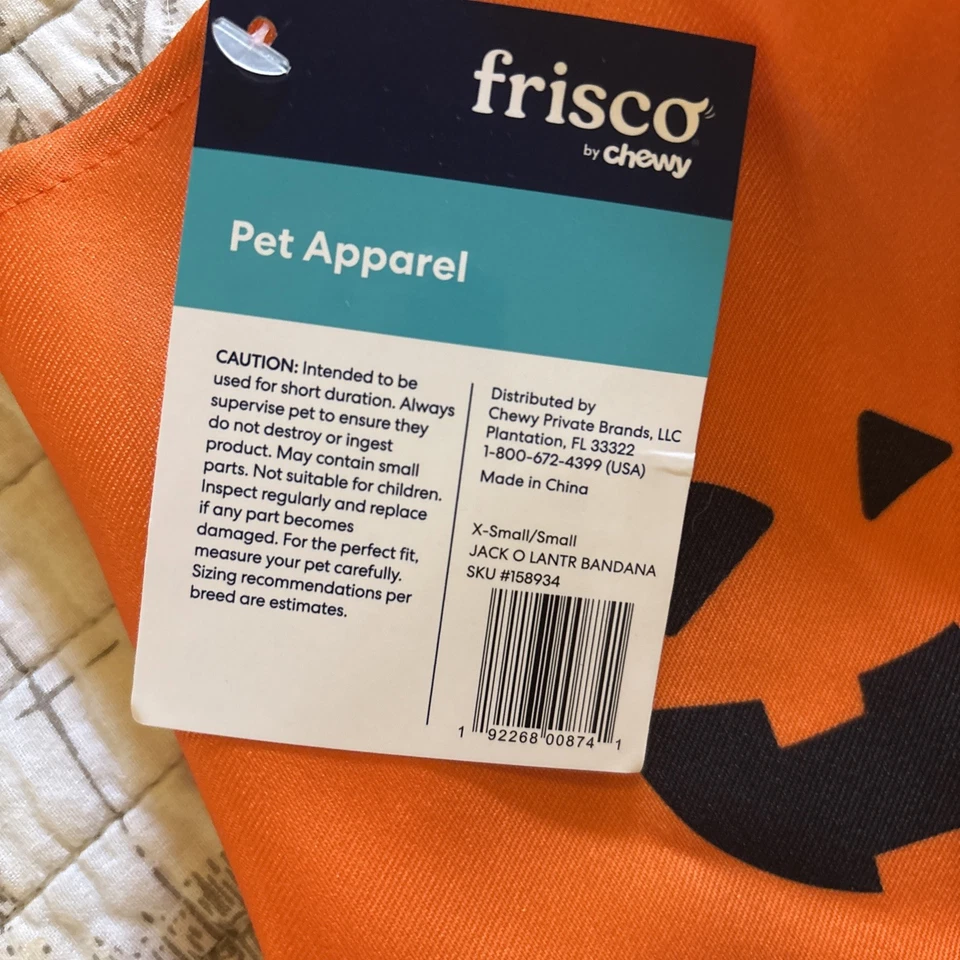 frisco
by chewy
Pet Apparel
CAUTION: Intended to be
used for short duration. Always
supervise pet to ensure they
do not destroy or ingest
product. May contain small
parts. Not suitable for children.
Inspect regularly and replace
if any part becomes
damaged. For the perfect fit,
measure your pet carefully.
Sizing recommendations per
breed are estimates.
Distributed by
Chewy Private Brands, LLC
Plantation, FL 33322
1-800-672-4399 (USA)
Made in China
X-Small/Small
JACK O LANTR BANDANA
SKU #158934
1 92268 00874 1